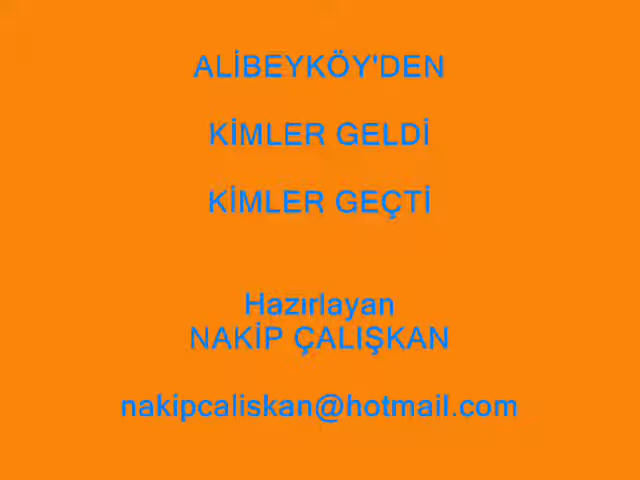 ALİBEYKÖY'DEN
KİMLER GELDİ
KİMLER GEÇTİ
Hazırlayan
NAKİP ÇALIŞKAN
nakipcaliskan@hotmail.com